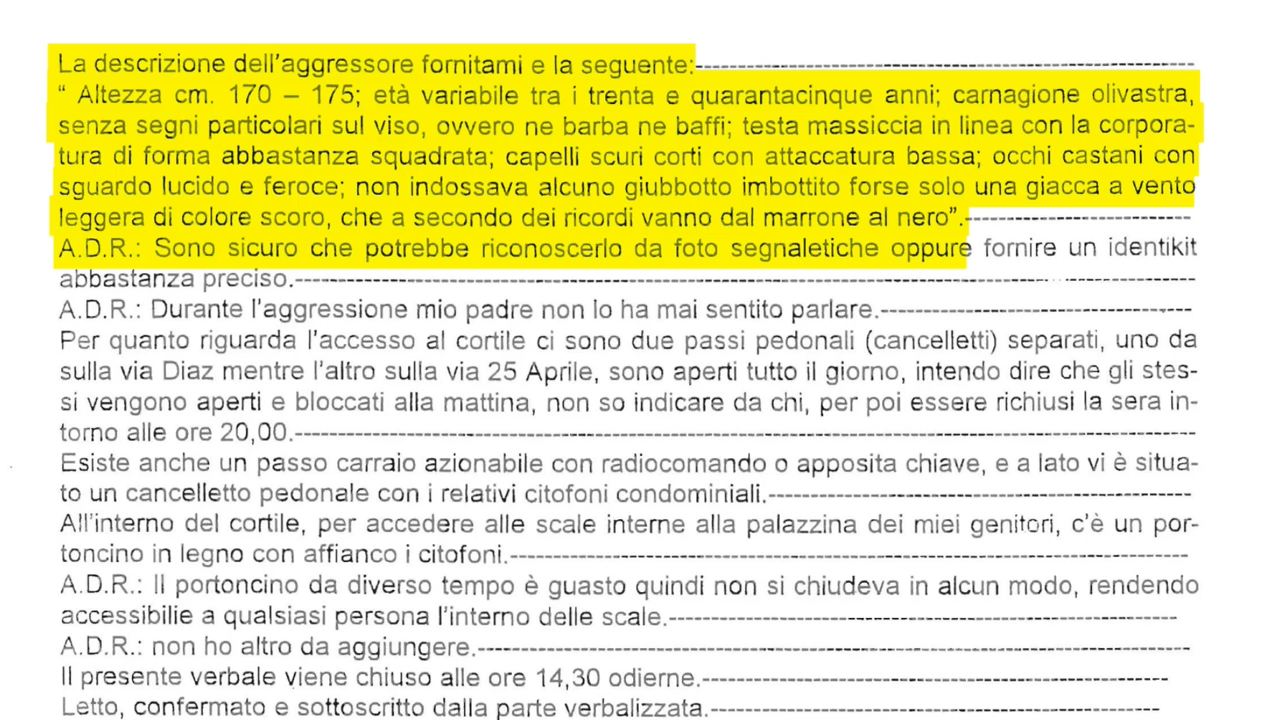 La descrizione dell'aggressore fornitami e la seguente:--------------------------------------------------------------
“ Altezza cm. 170 – 175; età variabile tra i trenta e quarantacinque anni; carnagione olivastra,
senza segni particolari sul viso, ovvero ne barba ne baffi; testa massiccia in linea con la corpora-
tura di forma abbastanza squadrata; capelli scuri corti con attaccatura bassa; occhi castani con
sguardo lucido e feroce; non indossava alcuno giubbotto imbottito forse solo una giacca a vento
leggera di colore scoro, che a secondo dei ricordi vanno dal marrone al nero”.----------------------------
A.D.R.: Sono sicuro che potrebbe riconoscerlo da foto segnaletiche oppure fornire un identikit
abbastanza preciso.--------------------------------------------------------------------------------------------------
A.D.R.: Durante l'aggressione mio padre non lo ha mai sentito parlare.---------------------------------------
Per quanto riguarda l'accesso al cortile ci sono due passi pedonali (cancelletti) separati, uno da
sulla via Diaz mentre l'altro sulla via 25 Aprile, sono aperti tutto il giorno, intendo dire che gli stes-
si vengono aperti e bloccati alla mattina, non so indicare da chi, per poi essere richiusi la sera in-
torno alle ore 20,00.--------------------------------------------------------------------------------------------------
Esiste anche un passo carraio azionabile con radiocomando o apposita chiave, e a lato vi è situa-
to un cancelletto pedonale con i relativi citofoni condominiali.-----------------------------------------------------
All'interno del cortile, per accedere alle scale interne alla palazzina dei miei genitori, c'è un por-
toncino in legno con affianco i citofoni.--------------------------------------------------------------------------------
A.D.R.: Il portoncino da diverso tempo è guasto quindi non si chiudeva in alcun modo, rendendo
accessibilie a qualsiasi persona l'interno delle scale.---------------------------------------------------------------
A.D.R.: non ho altro da aggiungere.------------------------------------------------------------------------------------
Il presente verbale viene chiuso alle ore 14,30 odierne.-----------------------------------------------------------
Letto, confermato e sottoscritto dalla parte verbalizzata.---------------------------------------------------------